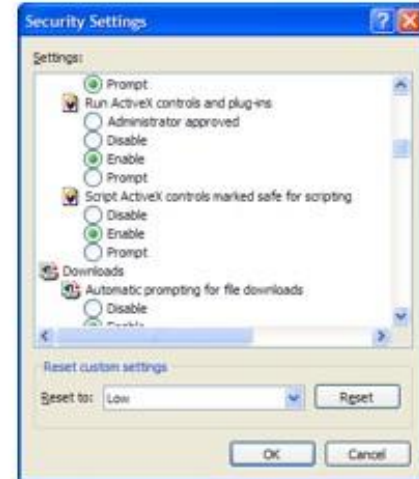 Security Settings
Settings:
Prompt
Run ActiveX controls and plug-ins
Administrator approved
Disable
Enable
Prompt
Script ActiveX controls marked safe for scripting
Disable
Enable
Prompt
Downloads
Automatic prompting for file downloads
Disable
Enable
Reset custom settings
Reset to: Low Reset
OK Cancel